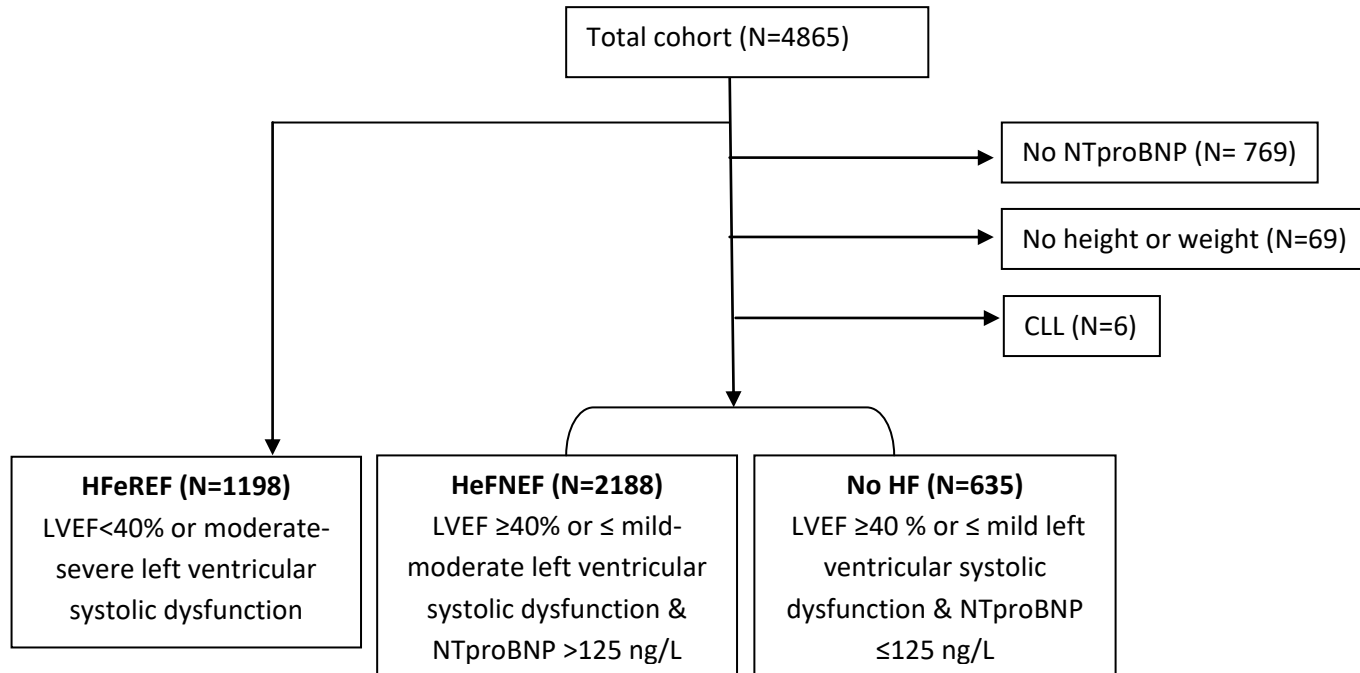 Total cohort (N=4865)
No NTproBNP (N= 769)
No height or weight (N=69)
CLL (N=6)
HFeREF (N=1198)
LVEF<40% or moderate-
severe left ventricular
systolic dysfunction
HeFNEF (N=2188)
LVEF ≥40% or ≤ mild-
moderate left ventricular
systolic dysfunction &
NTproBNP >125 ng/L
No HF (N=635)
LVEF ≥40 % or ≤ mild left
ventricular systolic
dysfunction & NTproBNP
≤125 ng/L